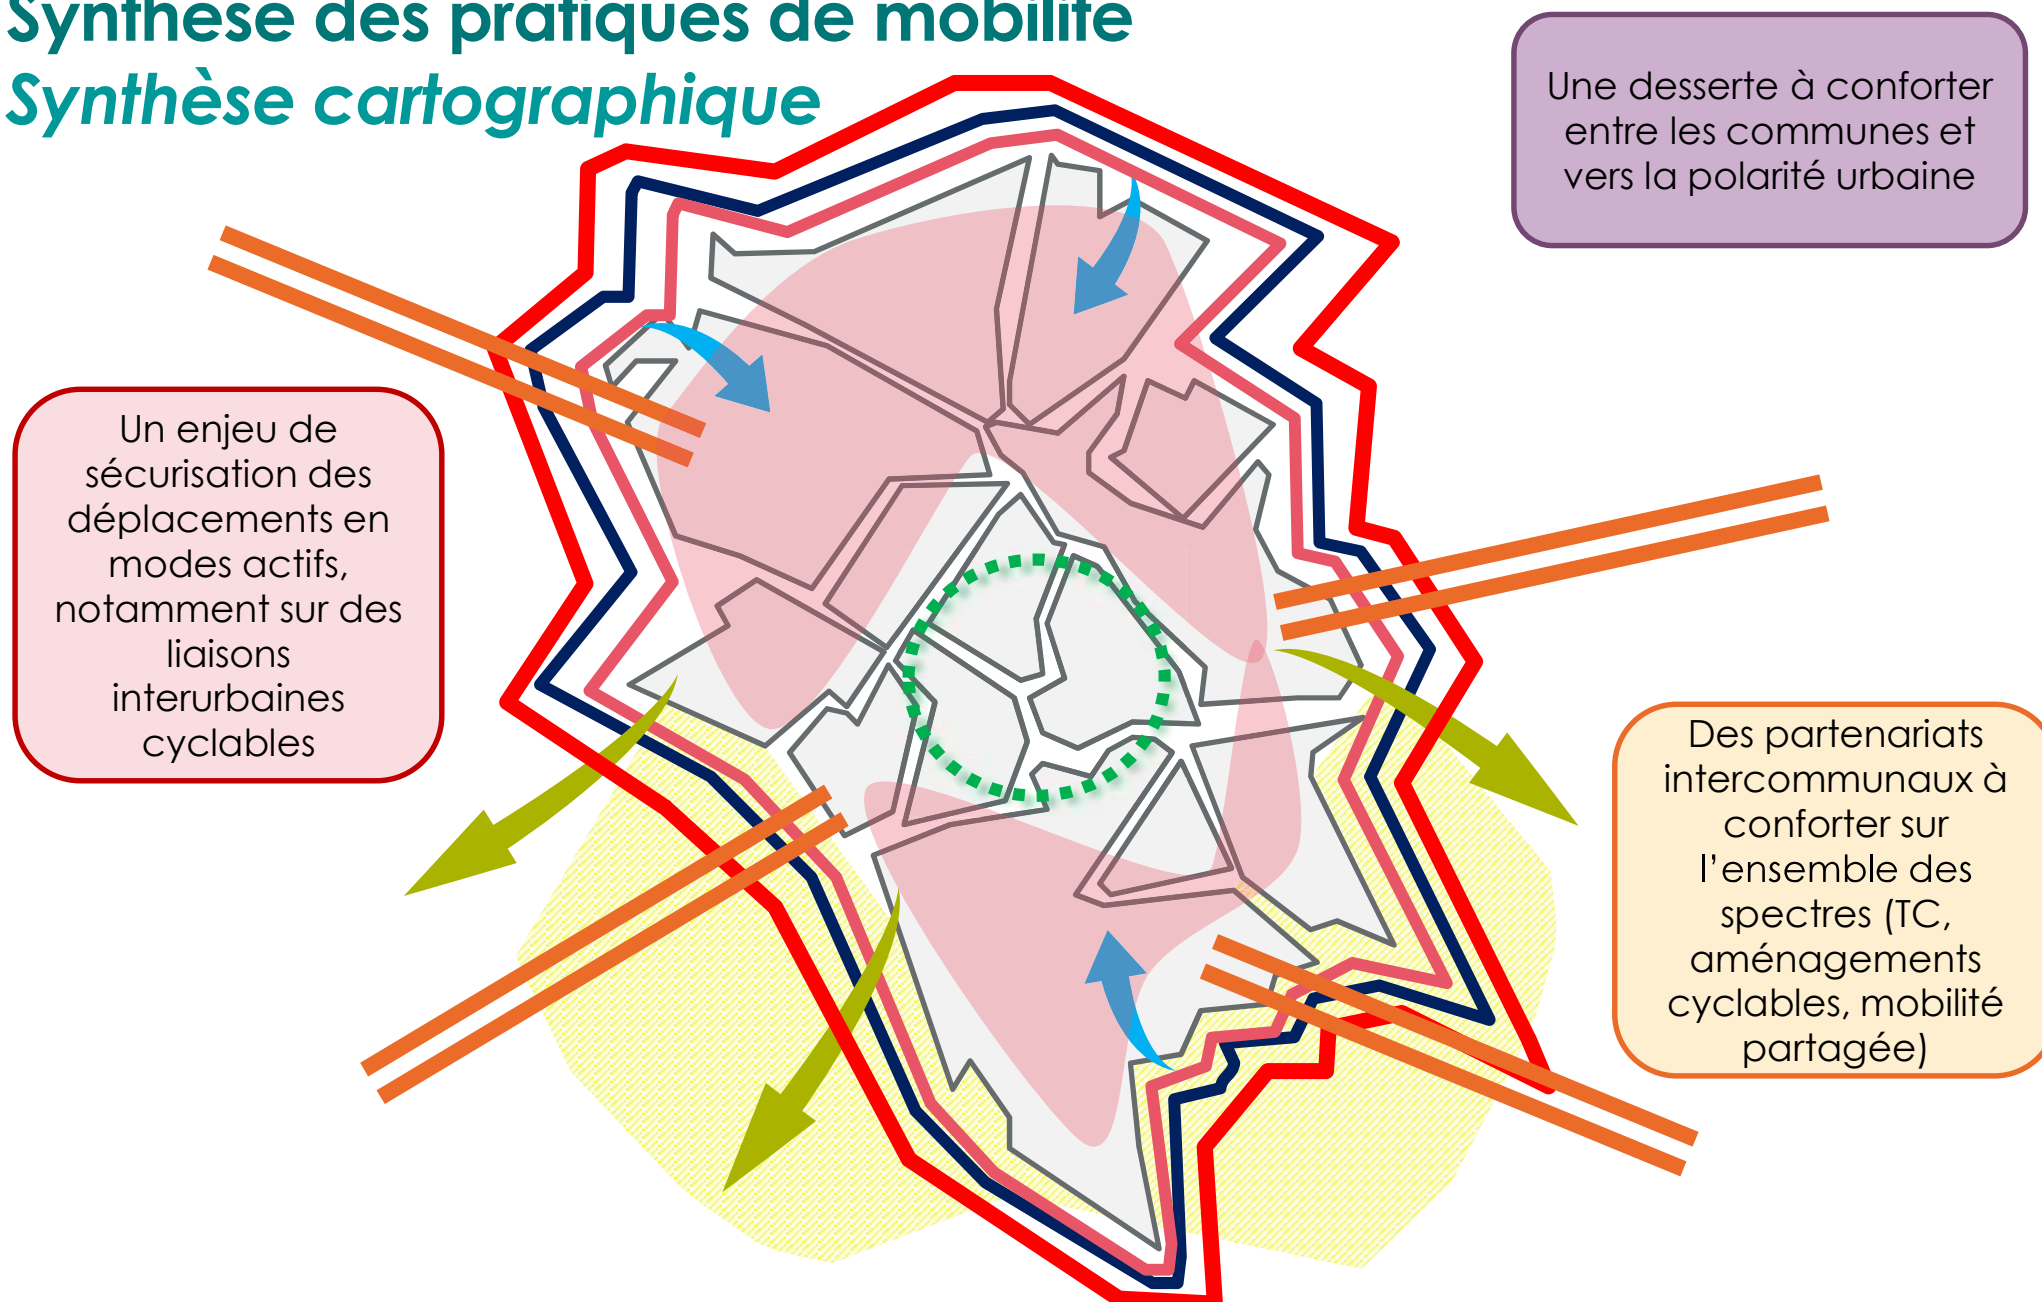 Synthèse des pratiques de mobilité
Synthèse cartographique
Une desserte à conforter
entre les communes et
vers la polarité urbaine
Un enjeu de
sécurisation des
déplacements en
modes actifs,
notamment sur des
liaisons
interurbaines
cyclables
Des partenariats
intercommunaux à
conforter sur
l'ensemble des
spectres (TC,
aménagements
cyclables, mobilité
partagée)